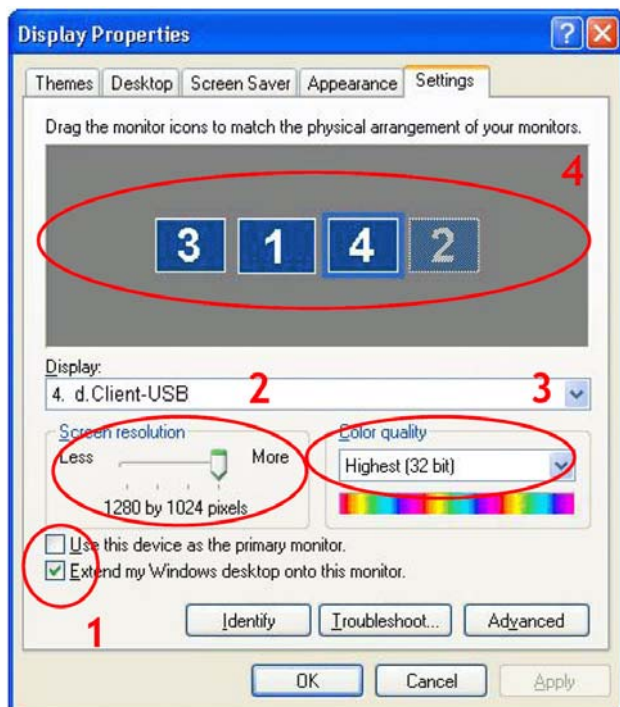 Display Properties
Themes Desktop Screen Saver Appearance Settings
Drag the monitor icons to match the physical arrangement of your monitors.
4
3 1 4 2
Display:
4. d.Client-USB
2 3
Screen resolution Color quality
Less More
Highest (32 bit)
1280 by 1024 pixels
Use this device as the primary monitor.
Extend my Windows desktop onto this monitor.
1
Identify Troubleshoot... Advanced
OK Cancel Apply